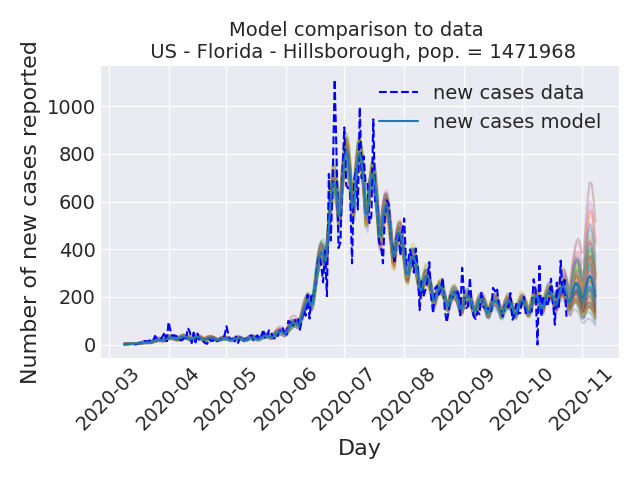 Model comparison to data
US - Florida - Hillsborough, pop. = 1471968
Number of new cases reported
1000
800
600
400
200
0
new cases data
new cases model
2020-03
2020-04
2020-05
2020-06
2020-07
2020-08
2020-09
2020-10
2020-11
Day